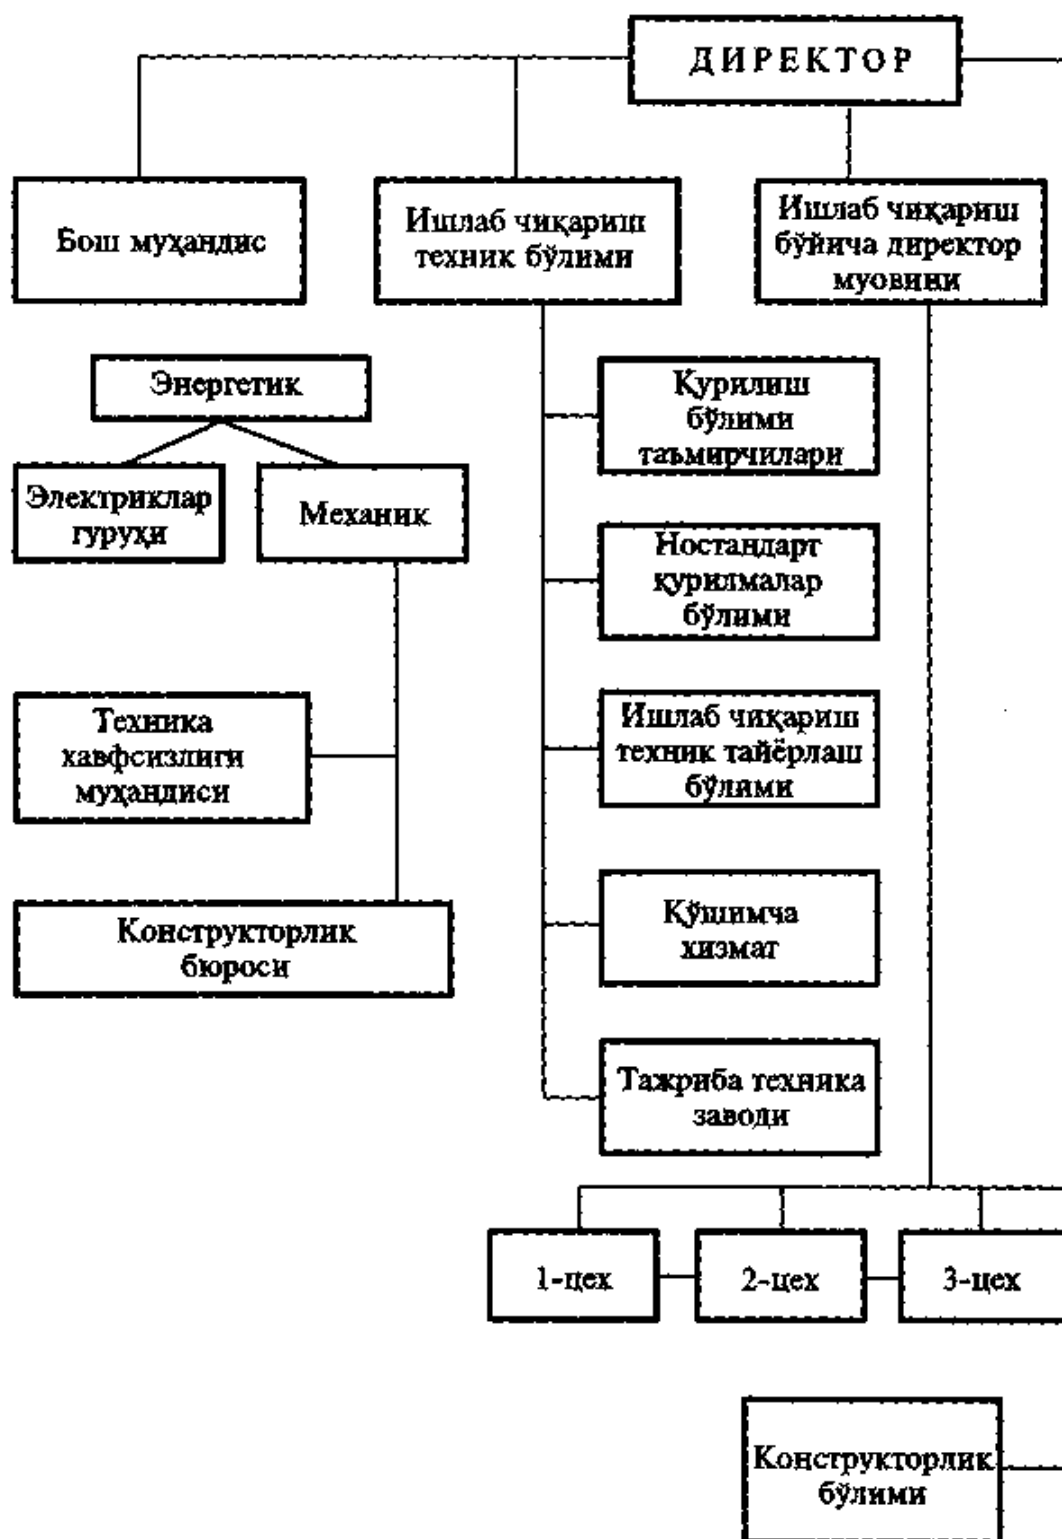 ДИРЕКТОР
Бош муҳандис
Ишлаб чиқариш
техник бўлими
Ишлаб чиқариш
бўйича директор
муовини
Энергетик
Электриклар
гуруҳи
Механик
Қурилиш
бўлими
таъмирчилари
Ностандарт
қурилмалар
бўлими
Техника
хавфсизлиги
муҳандиси
Ишлаб чиқариш
техник тайёрлаш
бўлими
Конструкторлик
бюроси
Қўшимча
хизмат
Тажриба техника
заводи
1-цех
2-цех
3-цех
Конструкторлик
бўлими